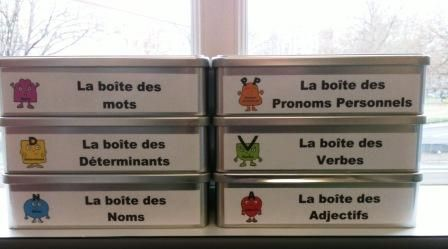 La boîte des
mots
D
La boîte des
Déterminants
N
La boîte des
Noms
P P
La boîte des
Pronoms Personnels
V
La boîte des
Verbes
A
La boîte des
Adjectifs